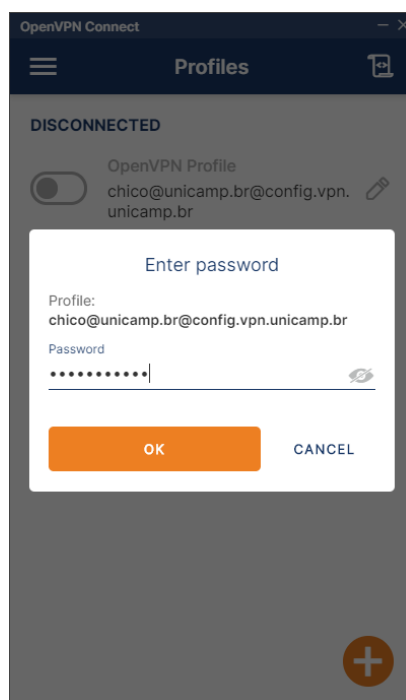 OpenVPN Connect
Profiles
DISCONNECTED
OpenVPN Profile
chico@unicamp.br@config.vpn.
unicamp.br
Enter password
Profile:
chico@unicamp.br@config.vpn.unicamp.br
Password
•••••••••••
OK
CANCEL